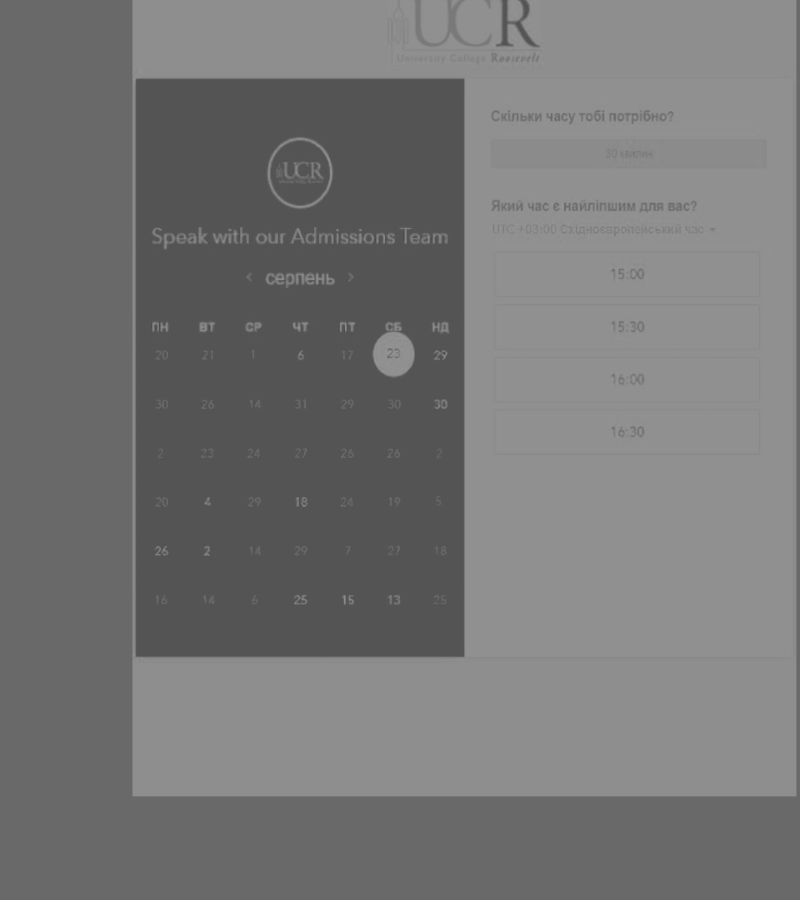 UCR
University College Roosevelt
UCR
Speak with our Admissions Team
< серпень >
ПН ВТ СР ЧТ ПТ СБ НД
20 21 1 6 17 23 29
30 26 14 31 29 30 30
2 23 24 27 26 26 2
20 4 29 18 24 19 5
26 2 14 29 7 27 18
16 14 6 25 15 13 25
Скільки часу тобі потрібно?
30 хвилин
Який час є найліпшим для вас?
UTC +03:00 Східноєвропейський час
15:00
15:30
16:00
16:30